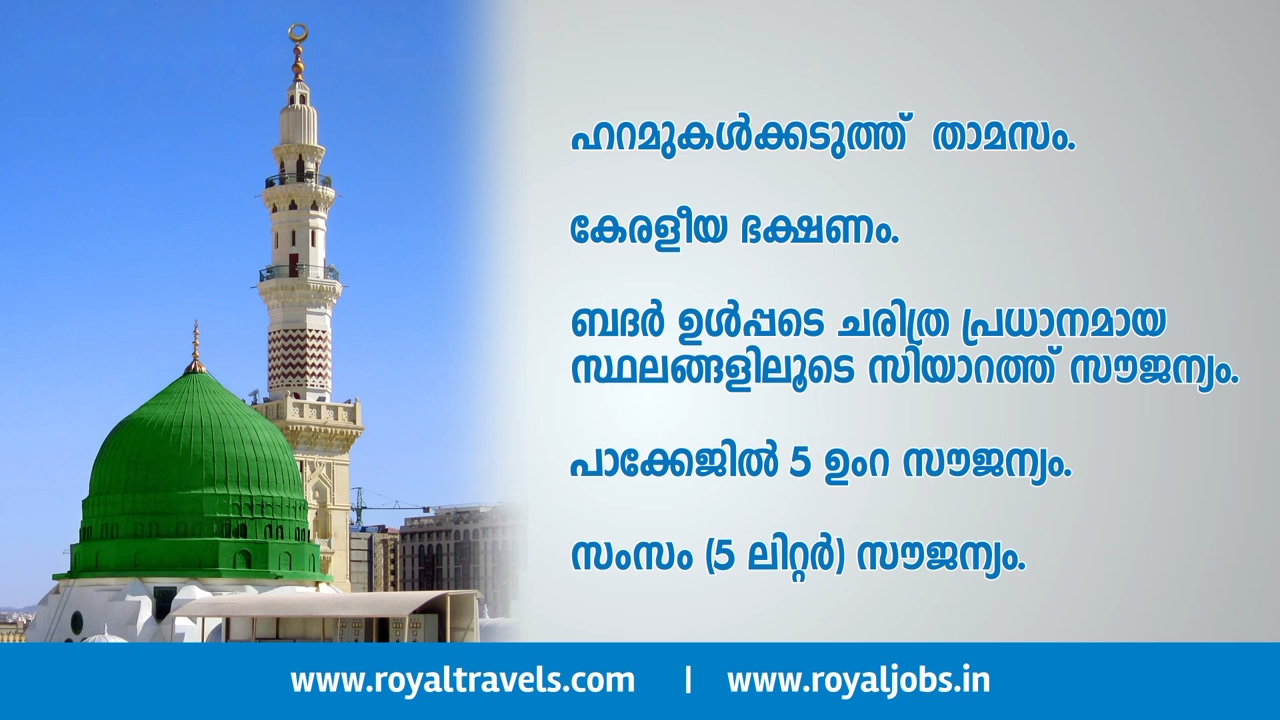 ഹറമുകൾക്കടുത്ത് താമസം.
കേരളീയ ഭക്ഷണം.
ബദർ ഉൾപ്പടെ ചരിത്ര പ്രധാനമായ
സ്ഥലങ്ങളിലൂടെ സിയാറത്ത് സൗജന്യം.
പാക്കേജിൽ 5 ഉംറ സൗജന്യം.
സംസം (5 ലിറ്റർ) സൗജന്യം.
www.royaltravels.com | www.royaljobs.in